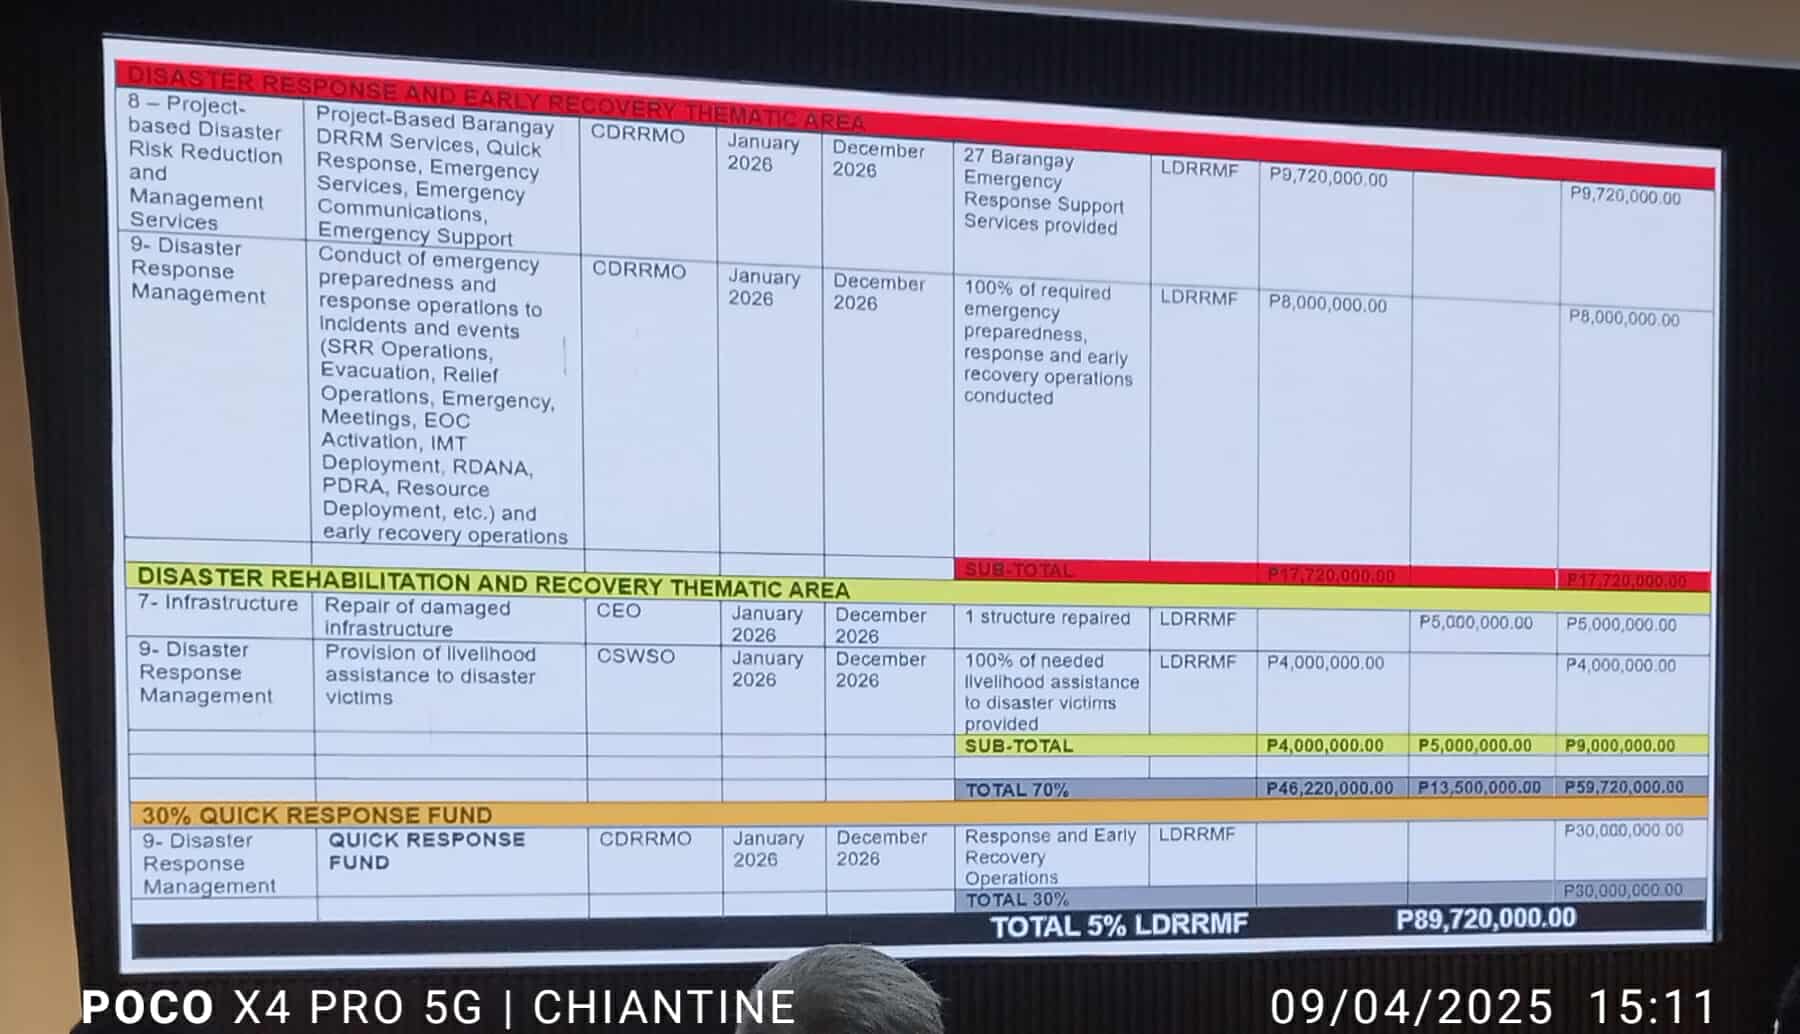 DISASTER RESPONSE AND EARLY RECOVERY THEMATIC AREA
8 – Project-
based Disaster
Risk Reduction
and
Management
Services
Project-Based Barangay
DRRM Services, Quick
Response, Emergency
Services, Emergency
Communications,
Emergency Support
CDRRMO
January
2026
December
2026
27 Barangay
Emergency
Response Support
Services provided
LDRRMF
P9,720,000.00
P9,720,000.00
9- Disaster
Response
Management
Conduct of emergency
preparedness and
response operations to
incidents and events
(SRR Operations,
Evacuation, Relief
Operations, Emergency,
Meetings, EOC
Activation, IMT
Deployment, RDANA,
PDRA, Resource
Deployment, etc.) and
early recovery operations
CDRRMO
January
2026
December
2026
100% of required
emergency
preparedness,
response and early
recovery operations
conducted
LDRRMF
P8,000,000.00
P8,000,000.00
SUB-TOTAL
P17,720,000.00
P17,720,000.00
DISASTER REHABILITATION AND RECOVERY THEMATIC AREA
7- Infrastructure
Repair of damaged
infrastructure
CEO
January
2026
December
2026
1 structure repaired
LDRRMF
P5,000,000.00
P5,000,000.00
9- Disaster
Response
Management
Provision of livelihood
assistance to disaster
victims
CSWSO
January
2026
December
2026
100% of needed
livelihood assistance
to disaster victims
provided
LDRRMF
P4,000,000.00
P4,000,000.00
SUB-TOTAL
P4,000,000.00
P5,000,000.00
P9,000,000.00
TOTAL 70%
P46,220,000.00
P13,500,000.00
P59,720,000.00
30% QUICK RESPONSE FUND
9- Disaster
Response
Management
QUICK RESPONSE
FUND
CDRRMO
January
2026
December
2026
Response and Early
Recovery
Operations
LDRRMF
P30,000,000.00
TOTAL 30%
P30,000,000.00
TOTAL 5% LDRRMF
P89,720,000.00
POCO X4 PRO 5G | CHIANTINE
09/04/2025 15:11